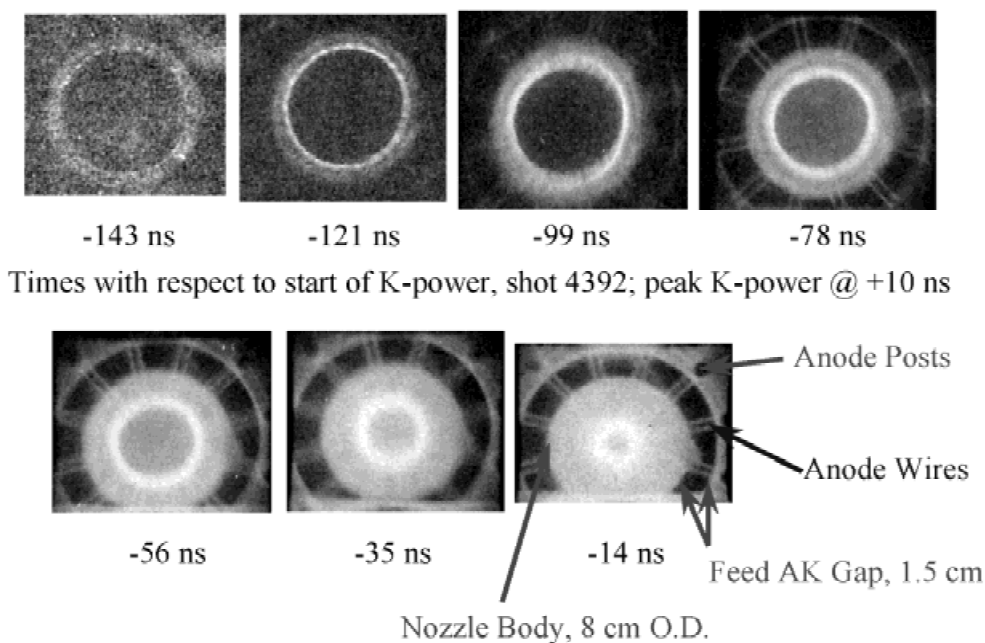 -143 ns
-121 ns
-99 ns
-78 ns
Times with respect to start of K-power, shot 4392; peak K-power @ +10 ns
Anode Posts
Anode Wires
-56 ns
-35 ns
-14 ns
Feed AK Gap, 1.5 cm
Nozzle Body, 8 cm O.D.